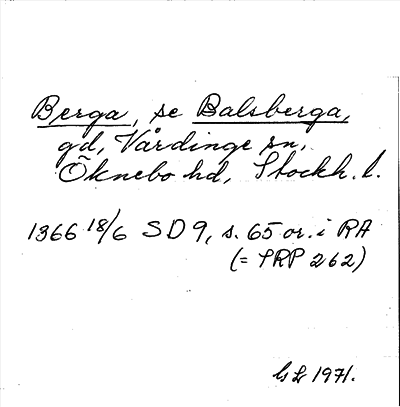 Berga, se Balsberga,
gd, Vårdinge sn,
Öknebo hd, Stockh. l.
1366 18/6 SD 9, s. 65 or. i RA
(= SRP 262)
GL 1971.